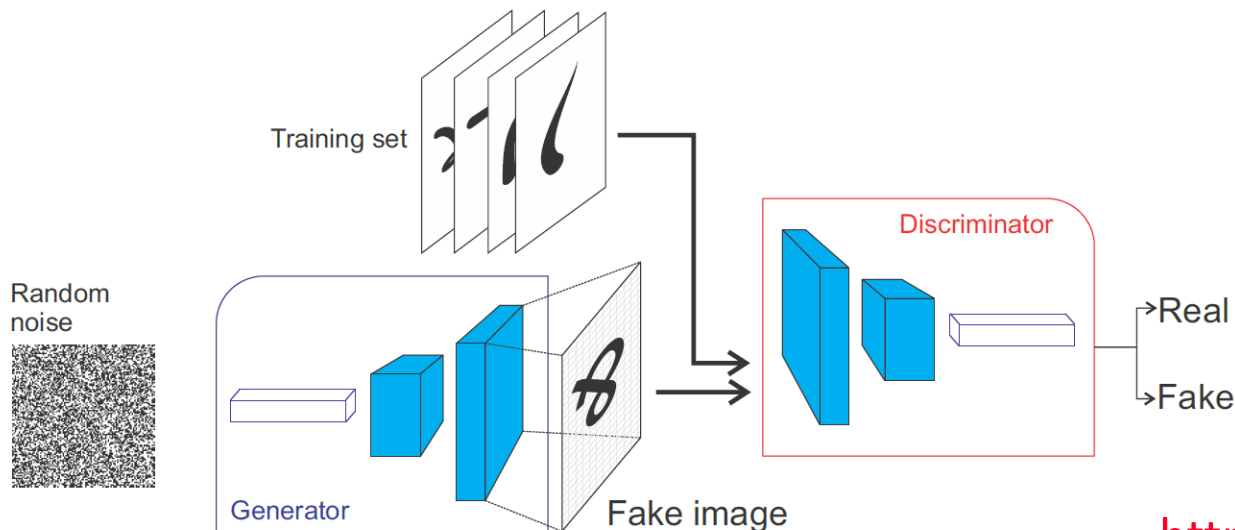 Training set
Discriminator
Random
noise
Real
Fake
Generator
Fake image